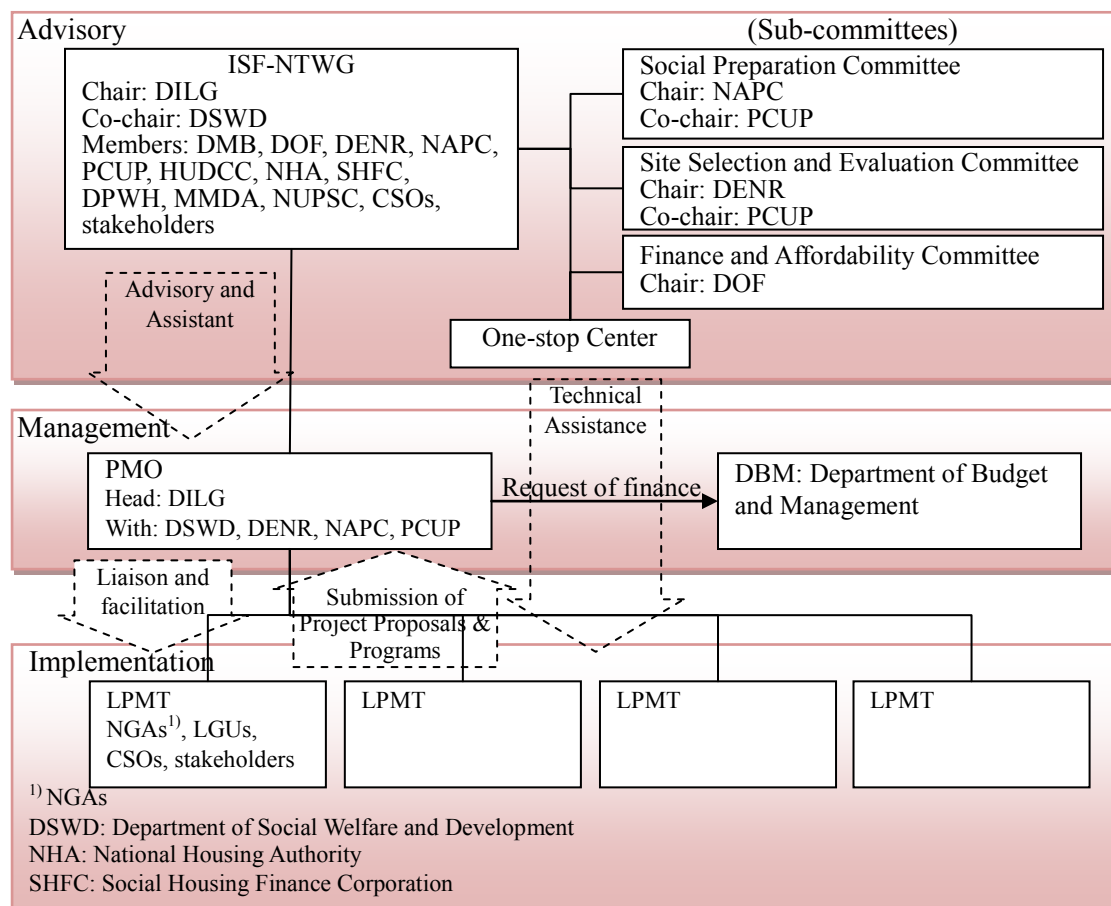 Advisory
(Sub-committees)
ISF-NTWG
Chair: DILG
Co-chair: DSWD
Members: DMB, DOF, DENR, NAPC,
PCUP, HUDCC, NHA, SHFC,
DPWH, MMDA, NUPSC, CSOs,
stakeholders
Social Preparation Committee
Chair: NAPC
Co-chair: PCUP
Site Selection and Evaluation Committee
Chair: DENR
Co-chair: PCUP
Finance and Affordability Committee
Chair: DOF
One-stop Center
Advisory and
Assistant
Technical
Assistance
Management
PMO
Head: DILG
With: DSWD, DENR, NAPC, PCUP
Request of finance
DBM: Department of Budget
and Management
Liaison and
facilitation
Submission of
Project Proposals &
Programs
Implementation
LPMT
NGAs1), LGUs,
CSOs, stakeholders
LPMT
LPMT
LPMT
1) NGAs
DSWD: Department of Social Welfare and Development
NHA: National Housing Authority
SHFC: Social Housing Finance Corporation